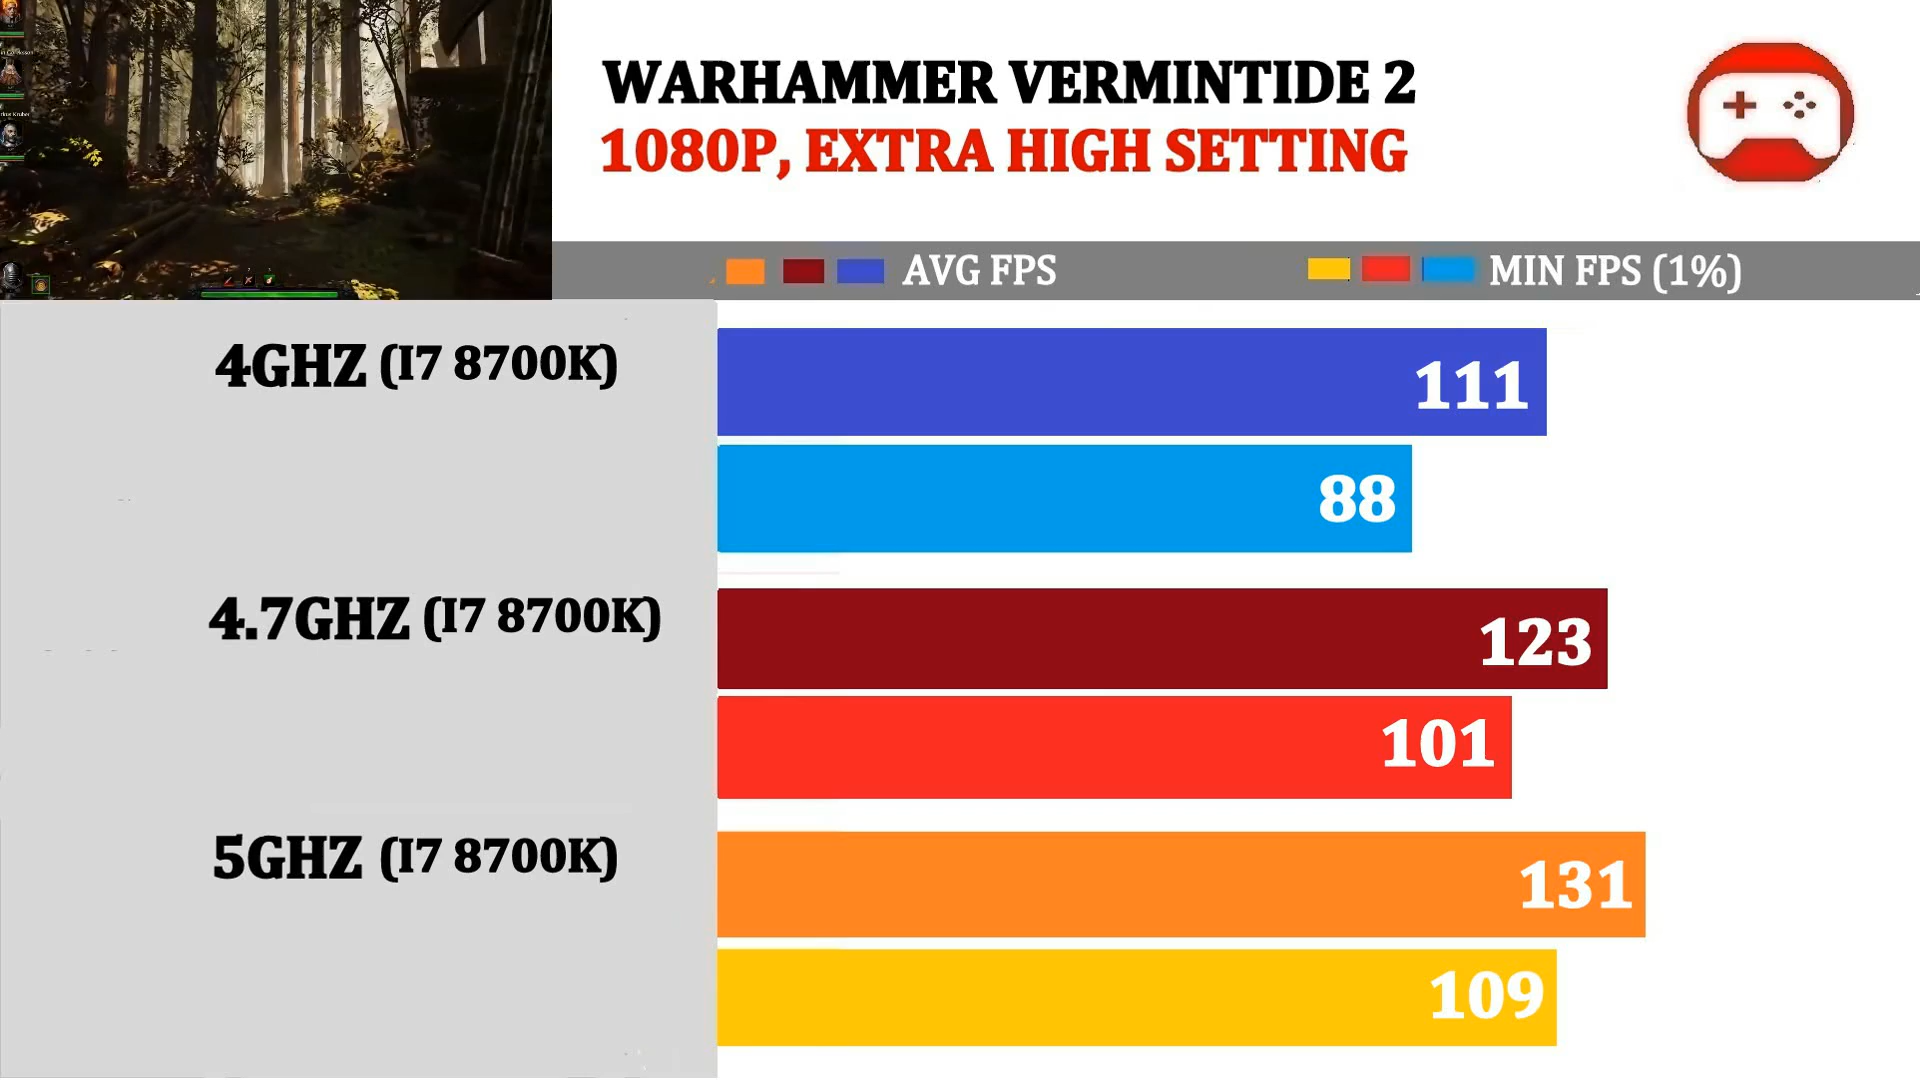 WARHAMMER VERMINTIDE 2
1080P, EXTRA HIGH SETTING
AVG FPS
MIN FPS (1%)
4GHZ (I7 8700K)
111
88
4.7GHZ (I7 8700K)
123
101
5GHZ (I7 8700K)
131
109